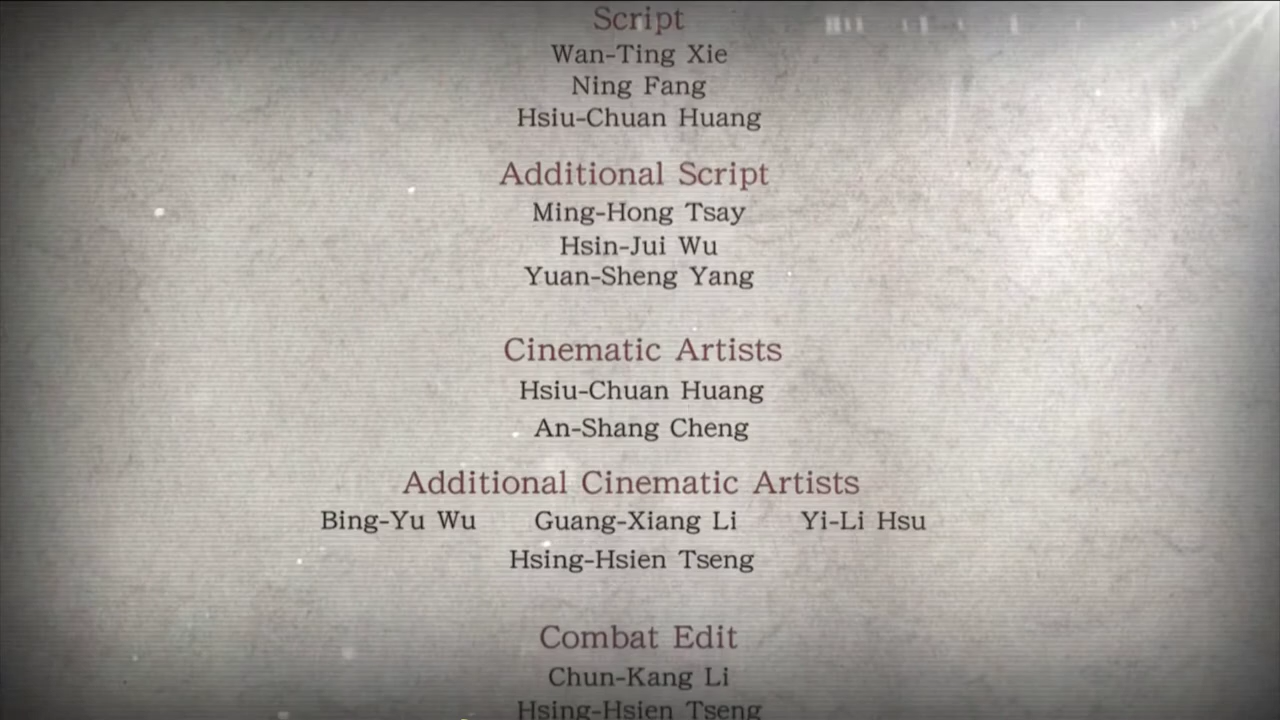 Script
Wan-Ting Xie
Ning Fang
Hsiu-Chuan Huang
Additional Script
Ming-Hong Tsay
Hsin-Jui Wu
Yuan-Sheng Yang
Cinematic Artists
Hsiu-Chuan Huang
An-Shang Cheng
Additional Cinematic Artists
Bing-Yu Wu Guang-Xiang Li Yi-Li Hsu
Hsing-Hsien Tseng
Combat Edit
Chun-Kang Li
Hsing-Hsien Tseng